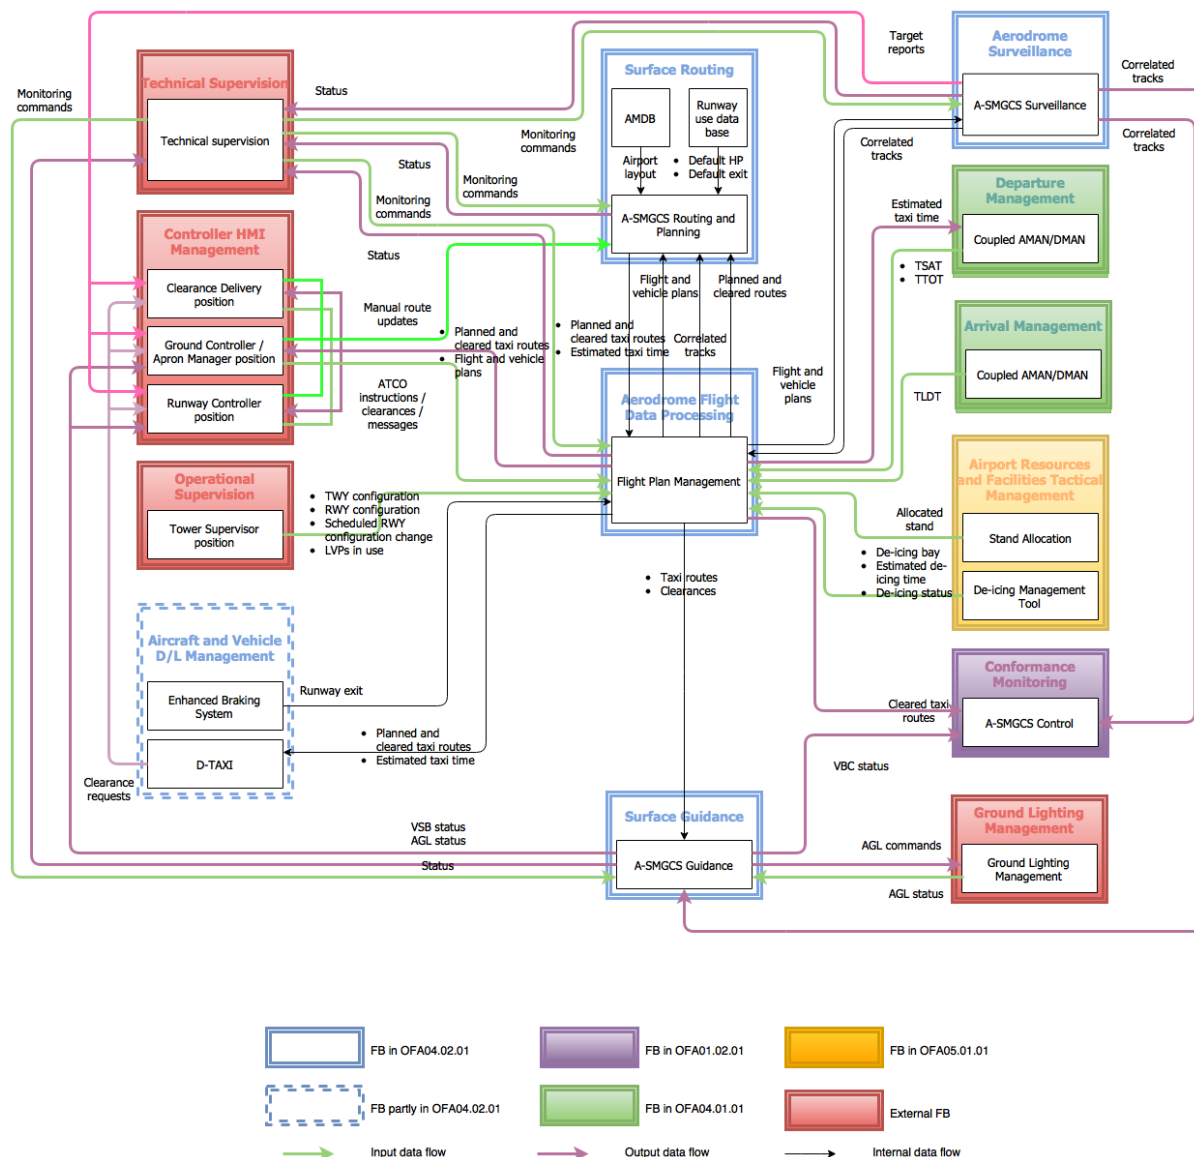 Target
reports
Aerodrome
Surveillance
Correlated
tracks
A-SMGCS Surveillance
Correlated
tracks
Correlated
tracks
Monitoring
commands
Technical Supervision
Technical supervision
Status
Monitoring
commands
Status
Monitoring
commands
Monitoring
commands
Status
Surface Routing
AMDB
Runway
use data
base
Airport
layout
• Default HP
• Default exit
A-SMGCS Routing and
Planning
Departure
Management
Estimated
taxi time
Coupled AMAN/DMAN
• TSAT
• TTOT
Controller HMI
Management
Clearance Delivery
position
Ground Controller /
Apron Manager position
Runway Controller
position
Manual route
updates
• Planned and
cleared taxi routes
• Flight and vehicle
plans
• Planned and
cleared taxi routes
• Estimated taxi time
Flight and
vehicle plans
Planned and
cleared routes
Correlated
tracks
Flight and
vehicle
plans
ATCO
instructions /
clearances /
messages
Arrival Management
Coupled AMAN/DMAN
TLDT
Aerodrome Flight
Data Processing
Flight Plan Management
Operational
Supervision
Tower Supervisor
position
• TWY configuration
• RWY configuration
• Scheduled RWY
configuration change
• LVPs in use
Airport Resources
and Facilities Tactical
Management
Allocated
stand
Stand Allocation
• De-icing bay
• Estimated de-
icing time
• De-icing status
De-icing Management
Tool
• Taxi routes
• Clearances
Aircraft and Vehicle
D/L Management
Enhanced Braking
System
Runway exit
D-TAXI
• Planned and
cleared taxi routes
• Estimated taxi time
Clearance
requests
Conformance
Monitoring
Cleared taxi
routes
A-SMGCS Control
VBC status
VSB status
AGL status
Status
Surface Guidance
A-SMGCS Guidance
Ground Lighting
Management
AGL commands
Ground Lighting
Management
AGL status
FB in OFA04.02.01
FB in OFA01.02.01
FB in OFA05.01.01
FB partly in OFA04.02.01
FB in OFA04.01.01
External FB
Input data flow
Output data flow
Internal data flow